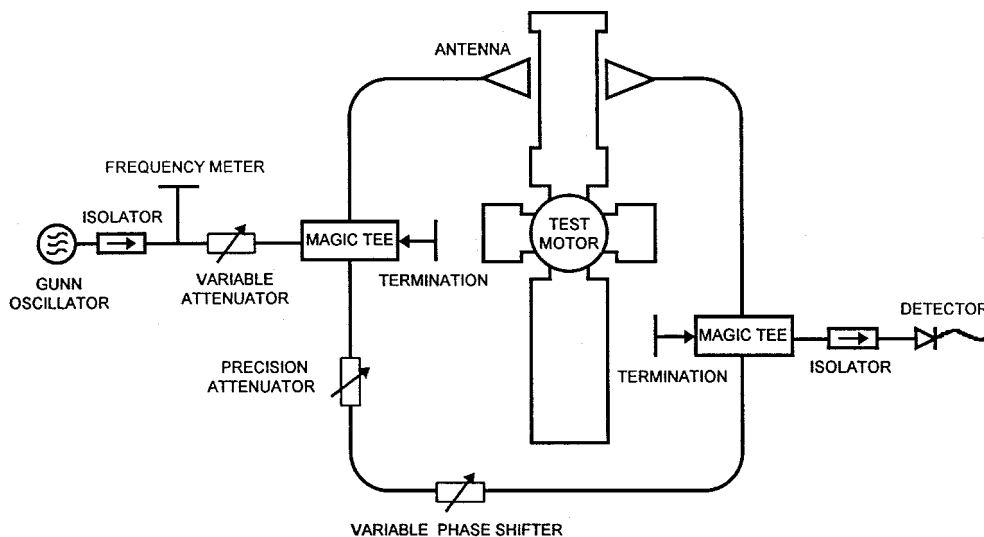 ANTENNA
FREQUENCY METER
ISOLATOR
GUNN
OSCILLATOR
VARIABLE
ATTENUATOR
MAGIC TEE
TERMINATION
TEST
MOTOR
PRECISION
ATTENUATOR
TERMINATION
MAGIC TEE
ISOLATOR
DETECTOR
VARIABLE PHASE SHIFTER